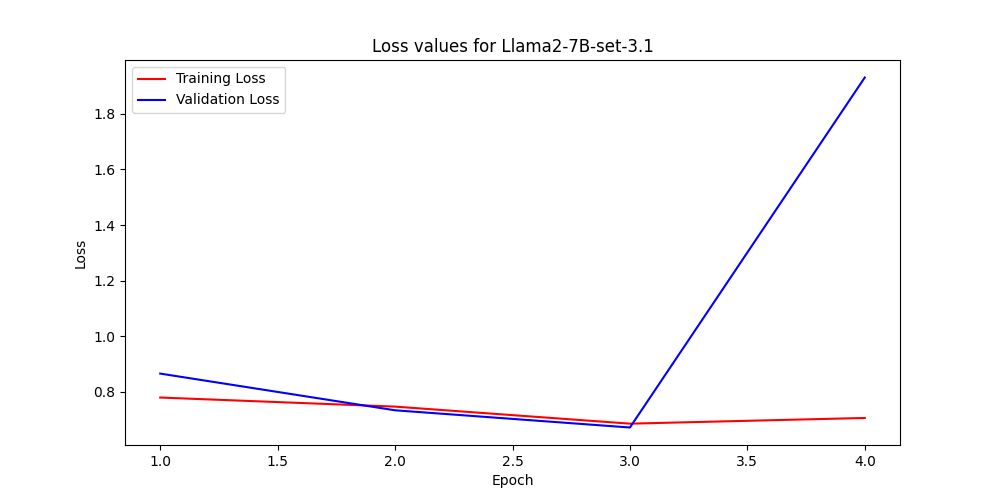 Loss values for Llama2-7B-set-3.1
Training Loss
Validation Loss
1.8
1.6
1.4
1.2
1.0
0.8
Loss
1.0 1.5 2.0 2.5 3.0 3.5 4.0
Epoch